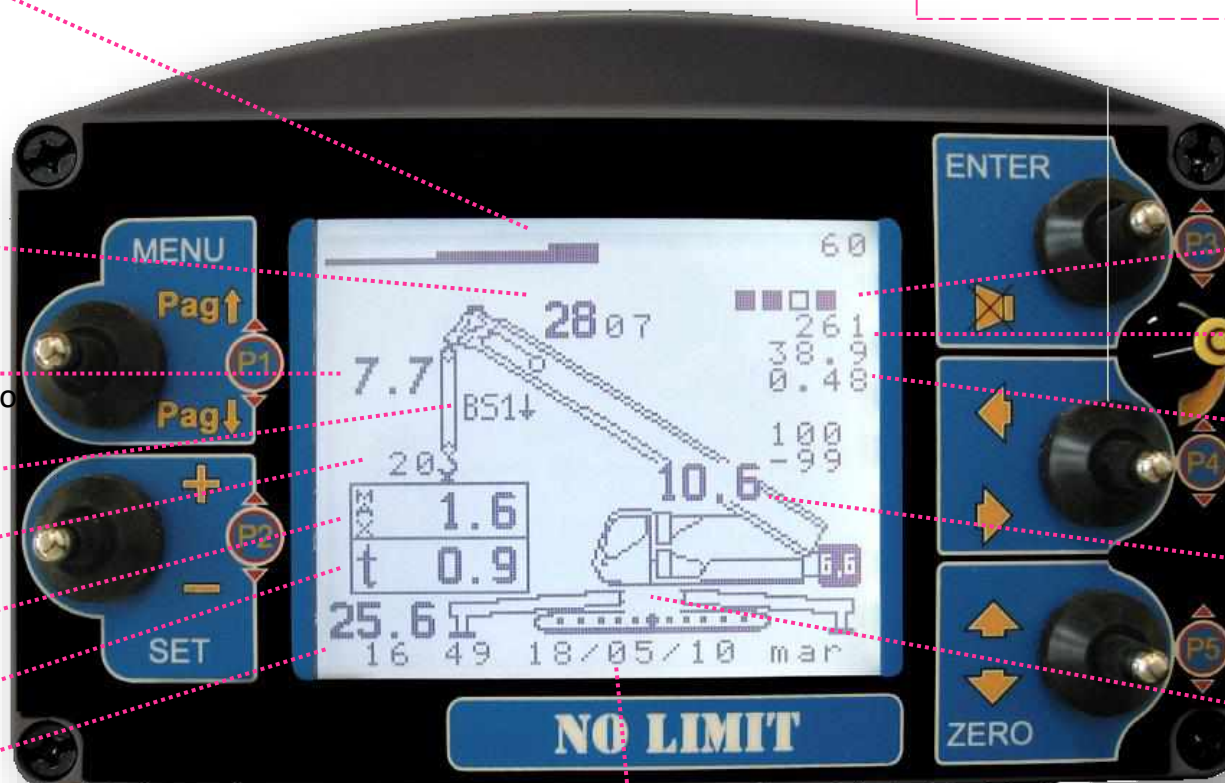 ENTER
MENU
Pag↑
P1
Pag↓
o
+
P2
−
SET
60
28 07
261
38.9
0.48
7.7
BS1↓
100
-99
20
10.6
MAX 1.6
t 0.9
6.6
25.6
16 49 18/05/10 mar
P3
P4
P5
ZERO
NO LIMIT